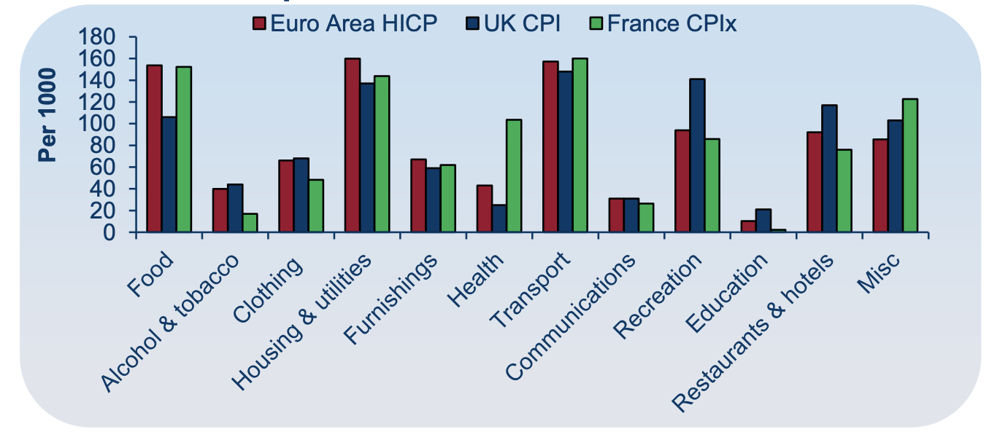 Euro Area HICP UK CPI France CPIx
Per 1000
180
160
140
120
100
80
60
40
20
0
Food
Alcohol & tobacco
Clothing
Housing & utilities
Furnishings
Health
Transport
Communications
Recreation
Education
Restaurants & hotels
Misc